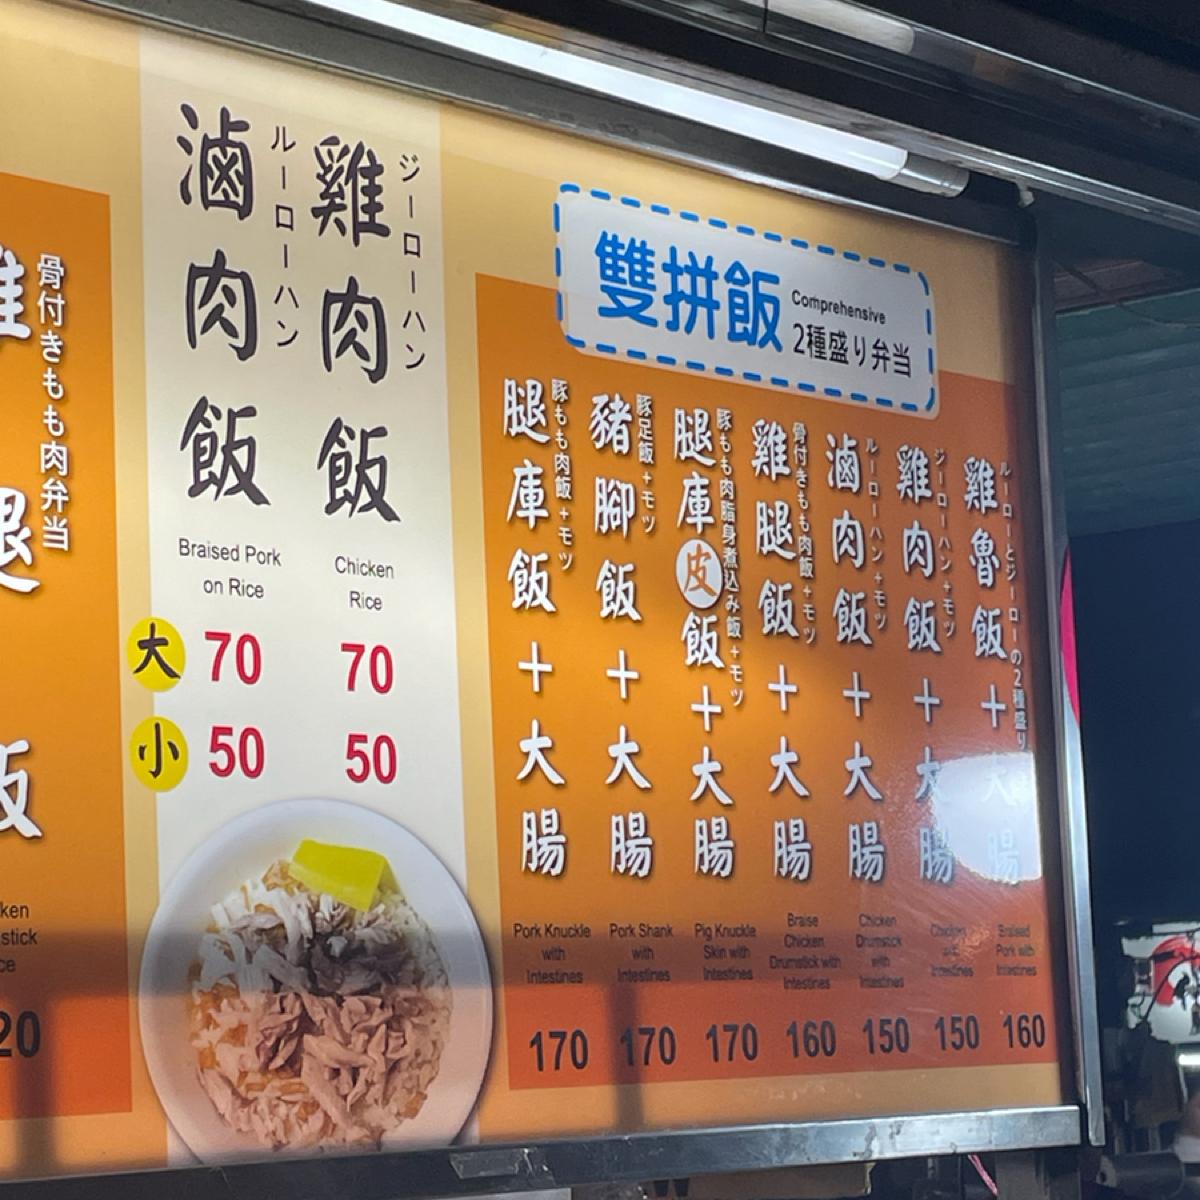 骨付きもも肉弁当
腿
飯
20
滷肉飯
ルーローハン
Braised Pork
on Rice
雞肉飯
ジーローハン
Chicken
Rice
大 70 70
小 50 50
雙拼飯
Comprehensive
2種盛り弁当
腿庫飯+大腸
豚もも肉飯+モツ
Pork Knuckle
with
Intestines
170
豬腳飯+大腸
豚足飯+モツ
Pork Shank
with
Intestines
170
腿庫皮飯+大腸
豚もも肉脂身煮込み飯+モツ
Pig Knuckle
Skin with
Intestines
170
雞腿飯+大腸
骨付きもも肉飯+モツ
Braise
Chicken
Drumstick with
Intestines
160
滷肉飯+大腸
ルーローハン+モツ
Chicken
Drumstick
with
Intestines
150
雞肉飯+大腸
ジーローハン+モツ
Chicken
with
Intestines
150
雞魯飯+大腸
ルーローとジーローの2種盛り
Braised
Pork with
Intestines
160